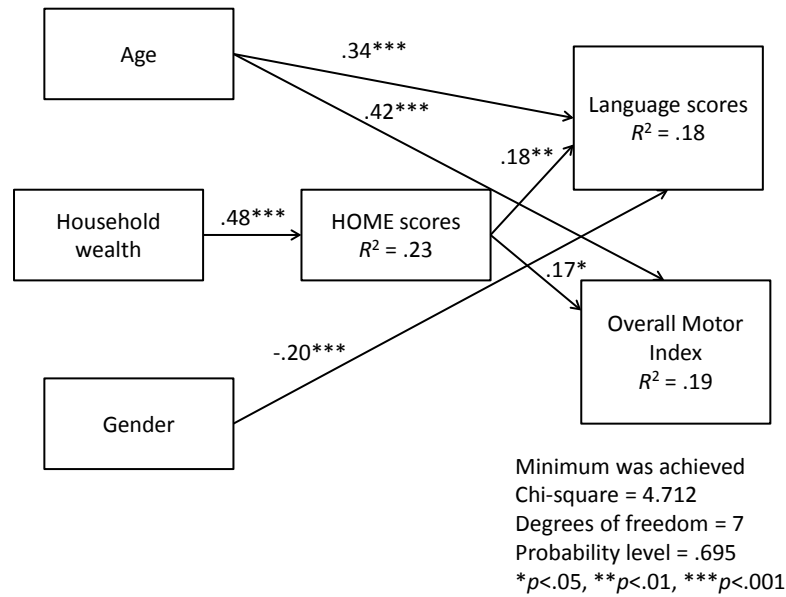 Age
.34***
Language scores
R² = .18
.42***
.18**
Household
wealth
.48***
HOME scores
R² = .23
.17*
Overall Motor
Index
R² = .19
-.20***
Gender
Minimum was achieved
Chi-square = 4.712
Degrees of freedom = 7
Probability level = .695
*p<.05, **p<.01, ***p<.001